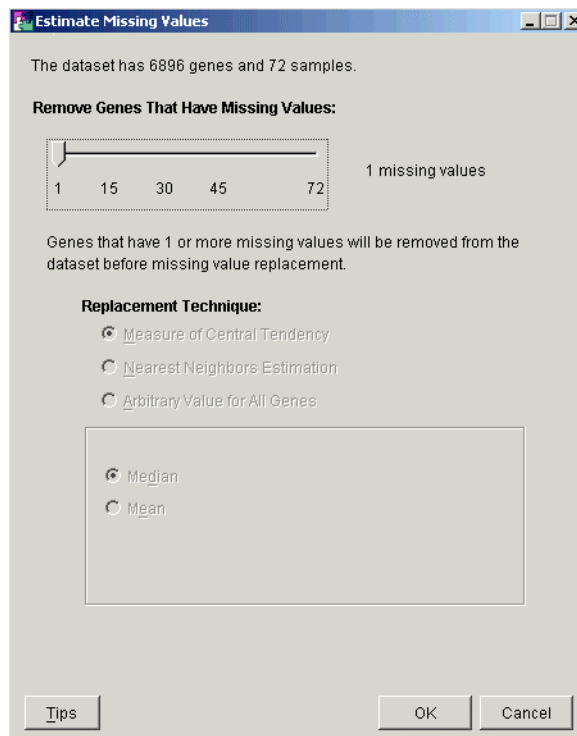 Estimate Missing Values
The dataset has 6896 genes and 72 samples.
Remove Genes That Have Missing Values:
1 15 30 45 72
1 missing values
Genes that have 1 or more missing values will be removed from the
dataset before missing value replacement.
Replacement Technique:
Measure of Central Tendency
Nearest Neighbors Estimation
Arbitrary Value for All Genes
Median
Mean
Tips OK Cancel